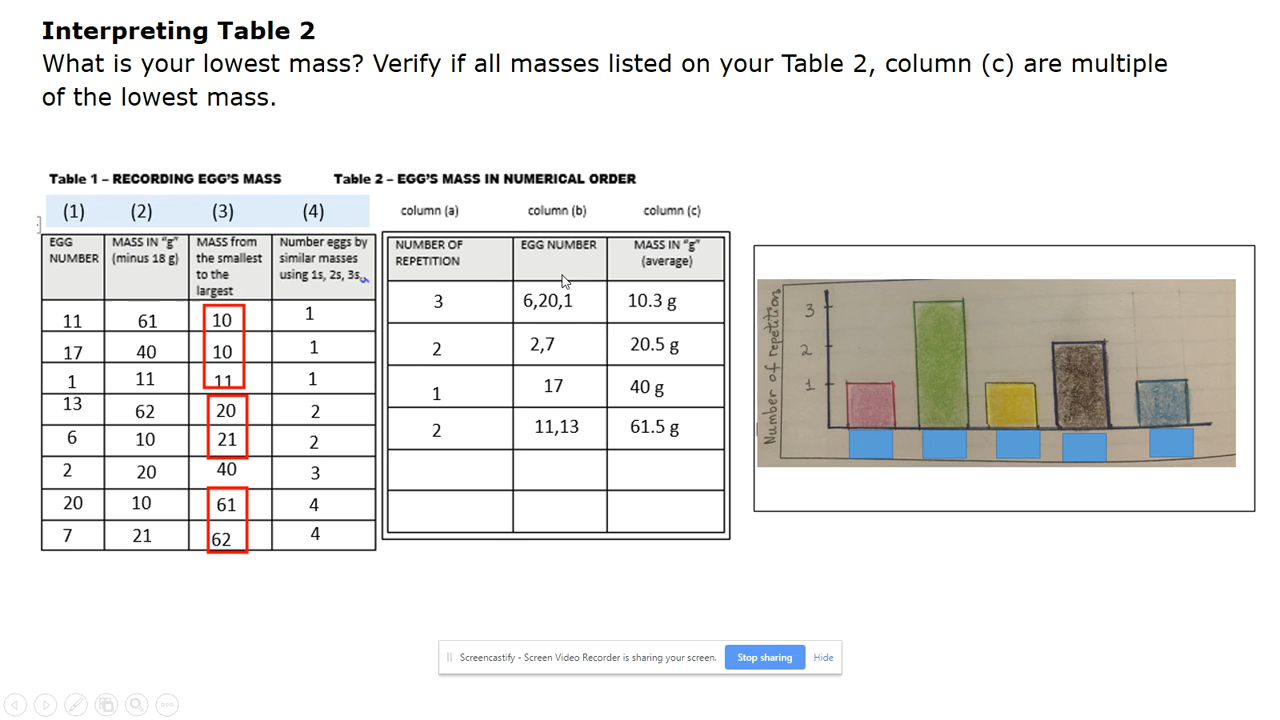 Interpreting Table 2
What is your lowest mass? Verify if all masses listed on your Table 2, column (c) are multiple
of the lowest mass.
Table 1 – RECORDING EGG'S MASS
(1) (2) (3) (4)
EGG NUMBER | MASS IN "g" (minus 18 g) | MASS from the smallest to the largest | Number eggs by similar masses using 1s, 2s, 3s,
11 61 10 1
17 40 10 1
1 11 11 1
13 62 20 2
6 10 21 2
2 20 40 3
20 10 61 4
7 21 62 4
Table 2 – EGG'S MASS IN NUMERICAL ORDER
column (a) column (b) column (c)
NUMBER OF REPETITION | EGG NUMBER | MASS IN "g" (average)
3 6,20,1 10.3 g
2 2,7 20.5 g
1 17 40 g
2 11,13 61.5 g
Number of repetition
3
2
1
Screencastify - Screen Video Recorder is sharing your screen. Stop sharing Hide